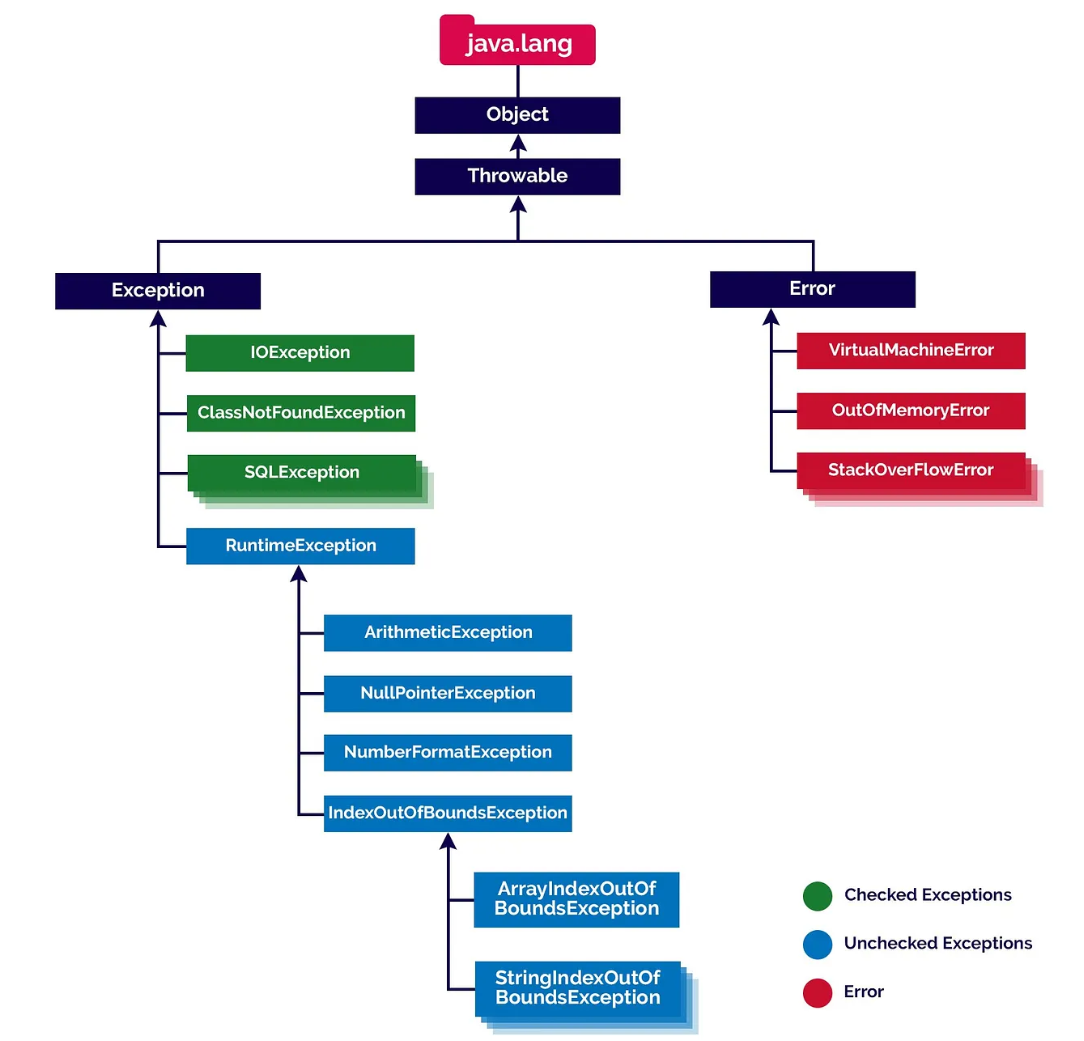 java.lang
Object
Throwable
Exception
Error
IOException
ClassNotFoundException
SQLException
RuntimeException
VirtualMachineError
OutOfMemoryError
StackOverFlowError
ArithmeticException
NullPointerException
NumberFormatException
IndexOutOfBoundsException
ArrayIndexOutOf
BoundsException
StringIndexOutOf
BoundsException
Checked Exceptions
Unchecked Exceptions
Error